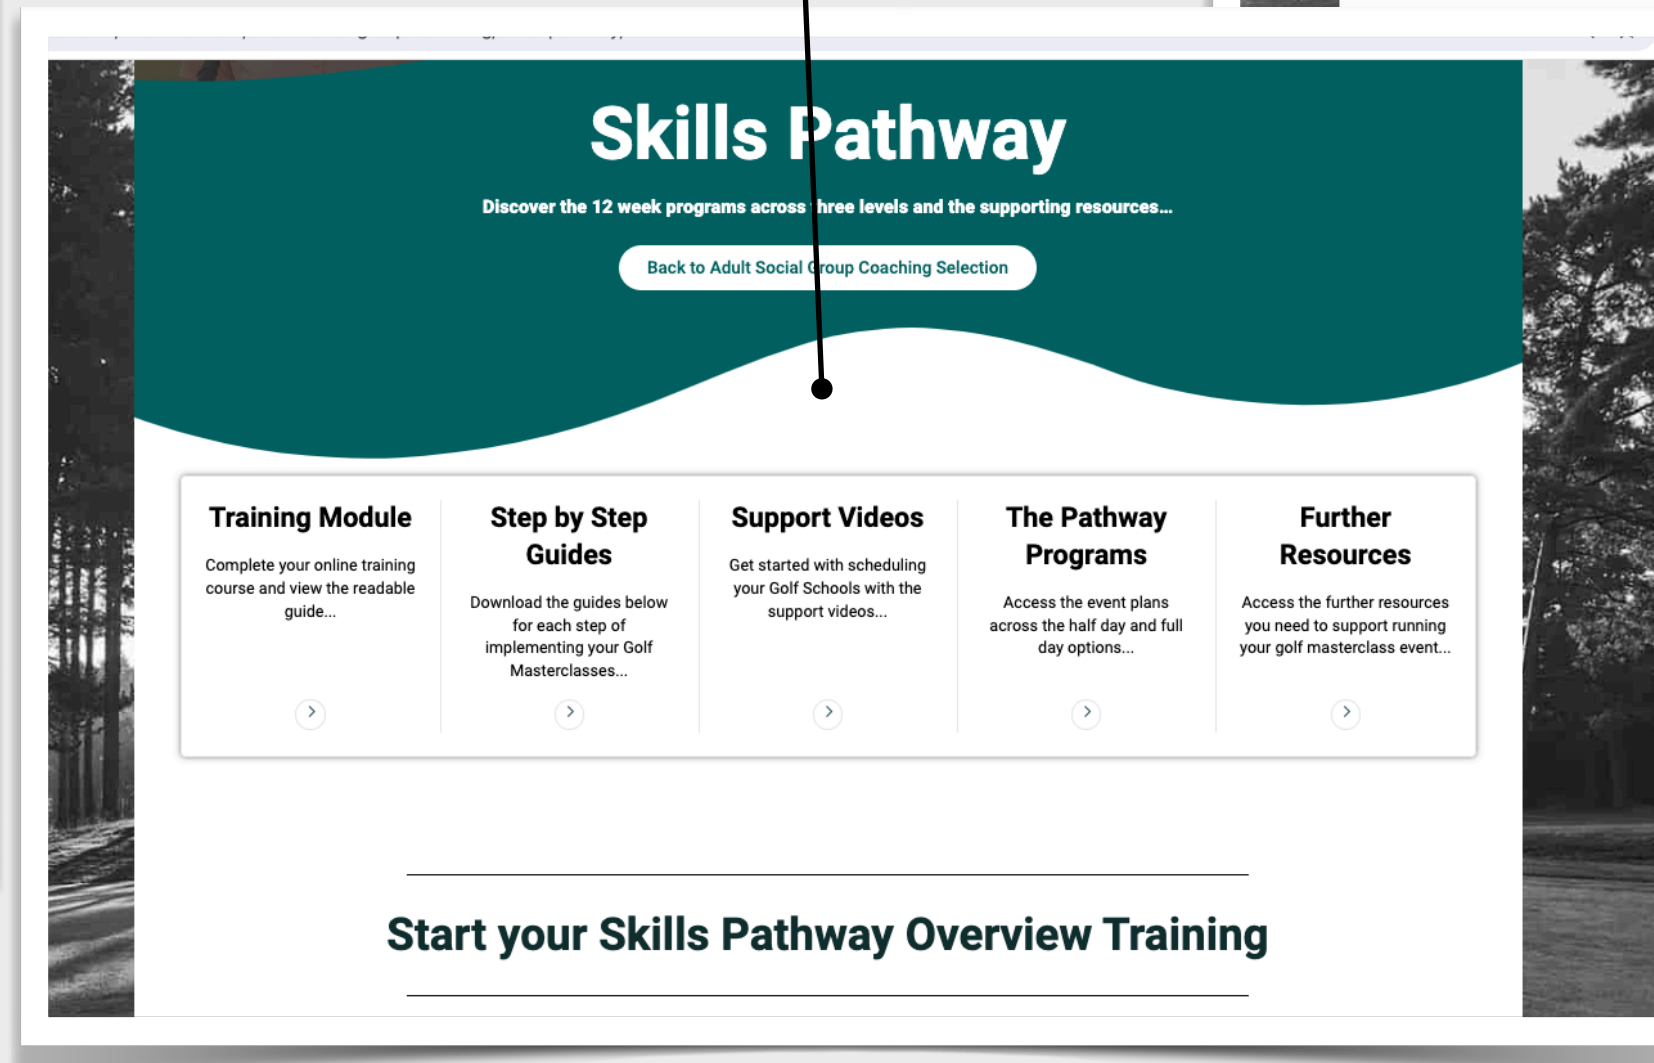 Skills Pathway
Discover the 12 week programs across three levels and the supporting resources...
Back to Adult Social Group Coaching Selection
Training Module
Complete your online training
course and view the readable
guide...
Step by Step
Guides
Download the guides below
for each step of
implementing your Golf
Masterclasses...
Support Videos
Get started with scheduling
your Golf Schools with the
support videos...
The Pathway
Programs
Access the event plans
across the half day and full
day options...
Further
Resources
Access the further resources
you need to support running
your golf masterclass event...
Start your Skills Pathway Overview Training